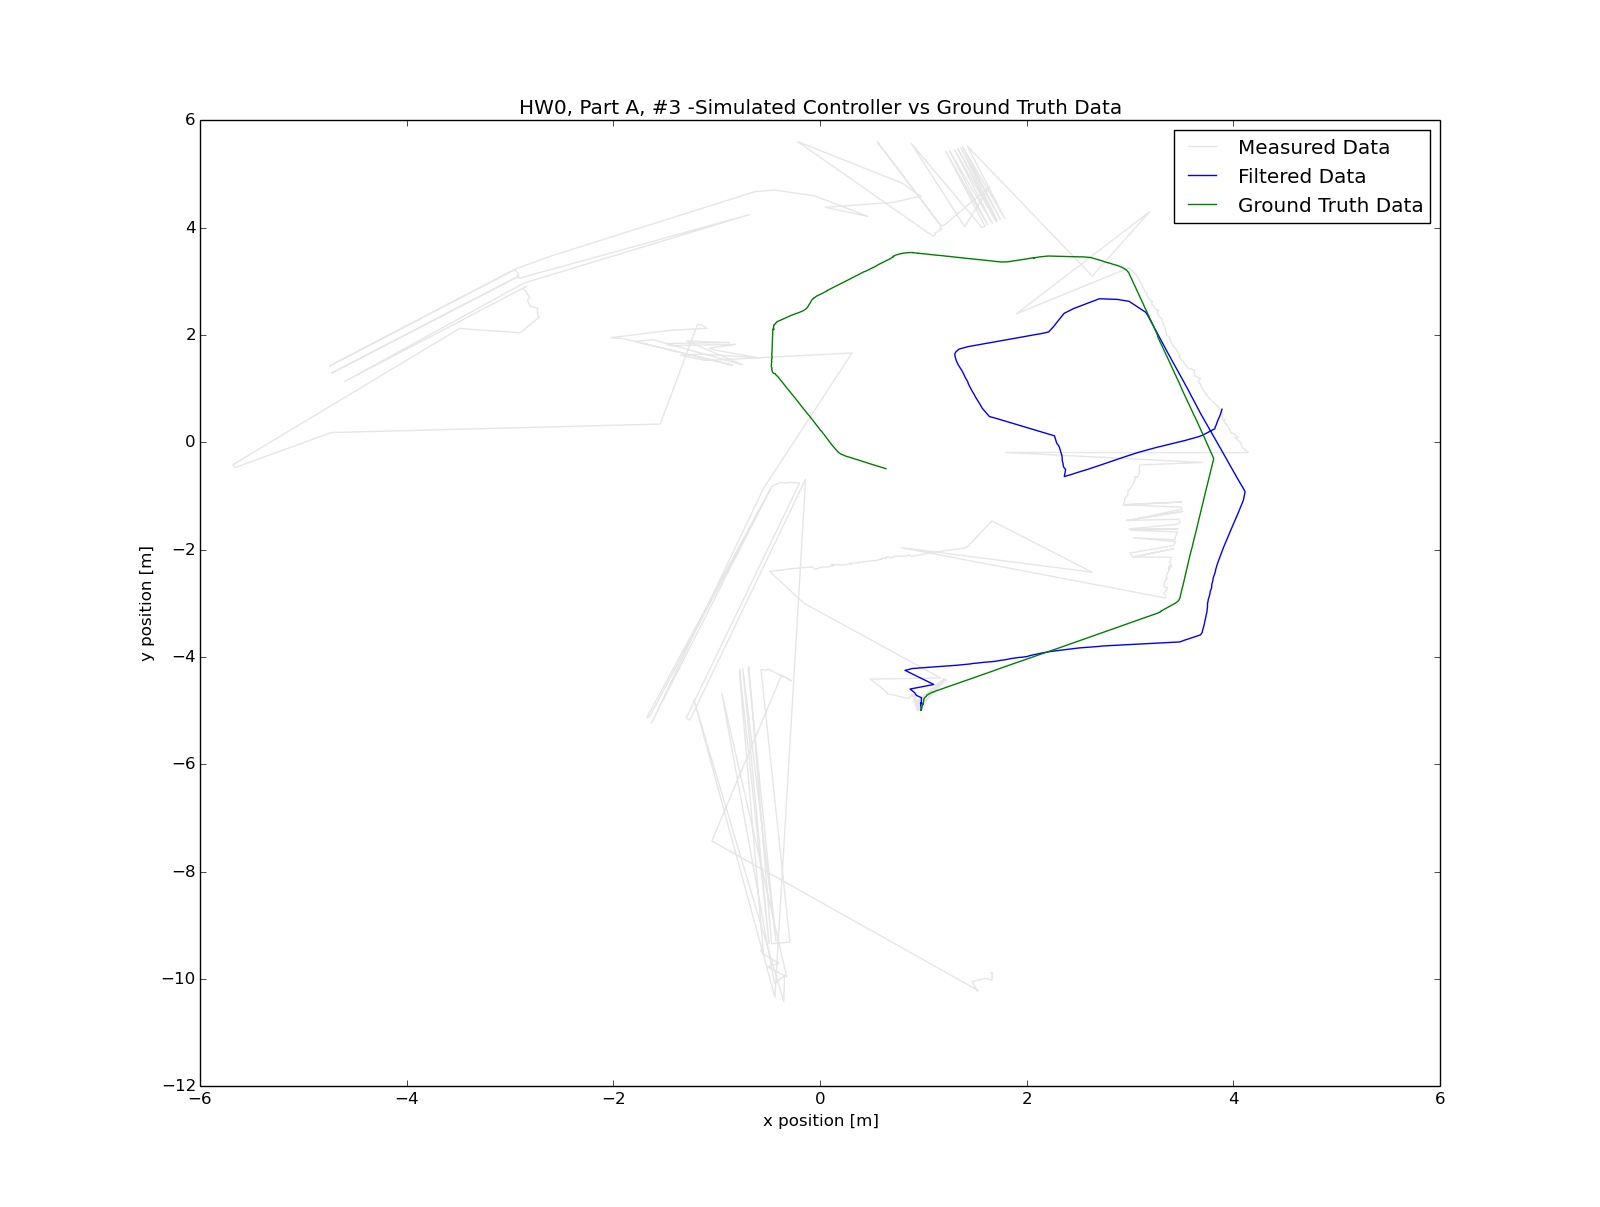 HW0, Part A, #3 -Simulated Controller vs Ground Truth Data
Measured Data
Filtered Data
Ground Truth Data
6
4
2
0
−2
−4
−6
−8
−10
−12
y position [m]
−6
−4
−2
0
2
4
6
x position [m]